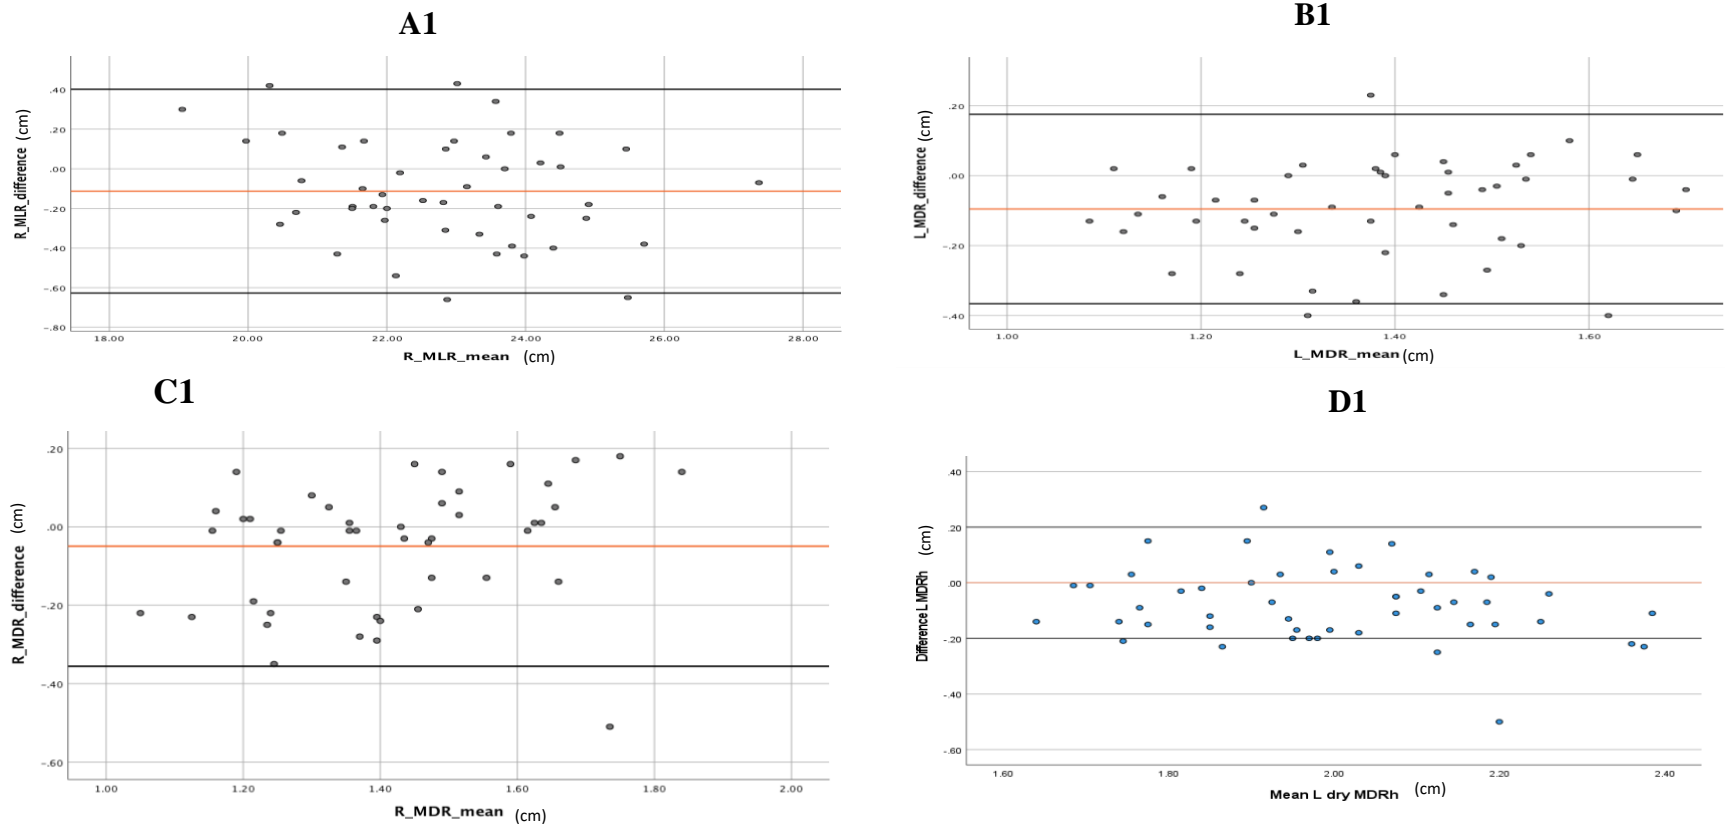 A1
B1
R_MLR_difference (cm)
.40
.20
.00
-.20
-.40
-.60
-.80
18.00 20.00 22.00 24.00 26.00 28.00
R_MLR_mean (cm)
L_MDR_difference (cm)
.20
.00
-.20
-.40
1.00 1.20 1.40 1.60
L_MDR_mean (cm)
C1
D1
R_MDR_difference (cm)
.20
.00
-.20
-.40
-.60
1.00 1.20 1.40 1.60 1.80 2.00
R_MDR_mean (cm)
Difference L MDRh (cm)
.40
.20
.00
-.20
-.40
-.60
1.60 1.80 2.00 2.20 2.40
Mean L dry MDRh (cm)